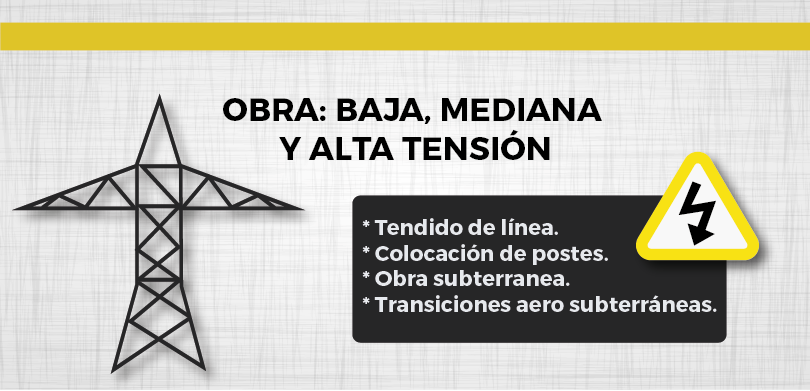 OBRA: BAJA, MEDIANA
Y ALTA TENSIÓN
* Tendido de línea.
* Colocación de postes.
* Obra subterranea.
* Transiciones aero subterráneas.